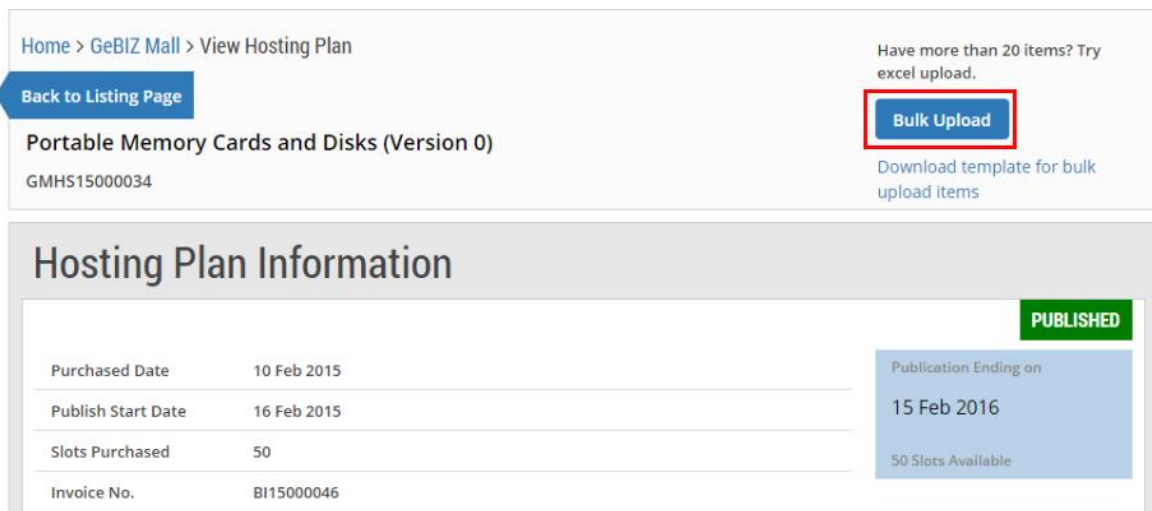 Home > GeBIZ Mall > View Hosting Plan
Back to Listing Page
Portable Memory Cards and Disks (Version 0)
GMHS15000034
Have more than 20 items? Try
excel upload.
Bulk Upload
Download template for bulk
upload items
Hosting Plan Information
PUBLISHED
Purchased Date 10 Feb 2015
Publish Start Date 16 Feb 2015
Slots Purchased 50
Invoice No. BI15000046
Publication Ending on
15 Feb 2016
50 Slots Available